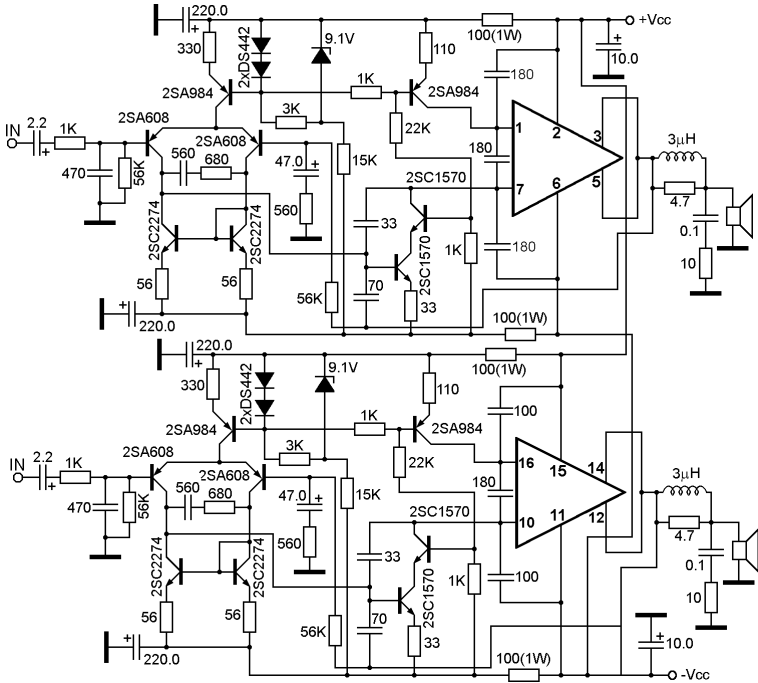 220.0
9.1V
100(1W)
+Vcc
330
2xDS442
110
10.0
2SA984
1K
2SA984
180
3K
22K
1
2
3
3µH
IN
2.2
1K
2SA608
2SA608
560
680
47.0
15K
180
7
6
5
470
56K
2SC1570
4.7
560
33
1K
180
0.1
2SC2274
2SC2274
2SC1570
10
56
56
56K
70
33
220.0
100(1W)
220.0
9.1V
100(1W)
330
2xDS442
110
2SA984
1K
2SA984
100
3K
22K
16
15
14
3µH
IN
2.2
1K
2SA608
2SA608
560
680
47.0
15K
180
10
11
12
470
56K
2SC1570
4.7
560
33
1K
100
0.1
2SC2274
2SC2274
2SC1570
10
56
56
56K
70
33
10.0
220.0
100(1W)
-Vcc